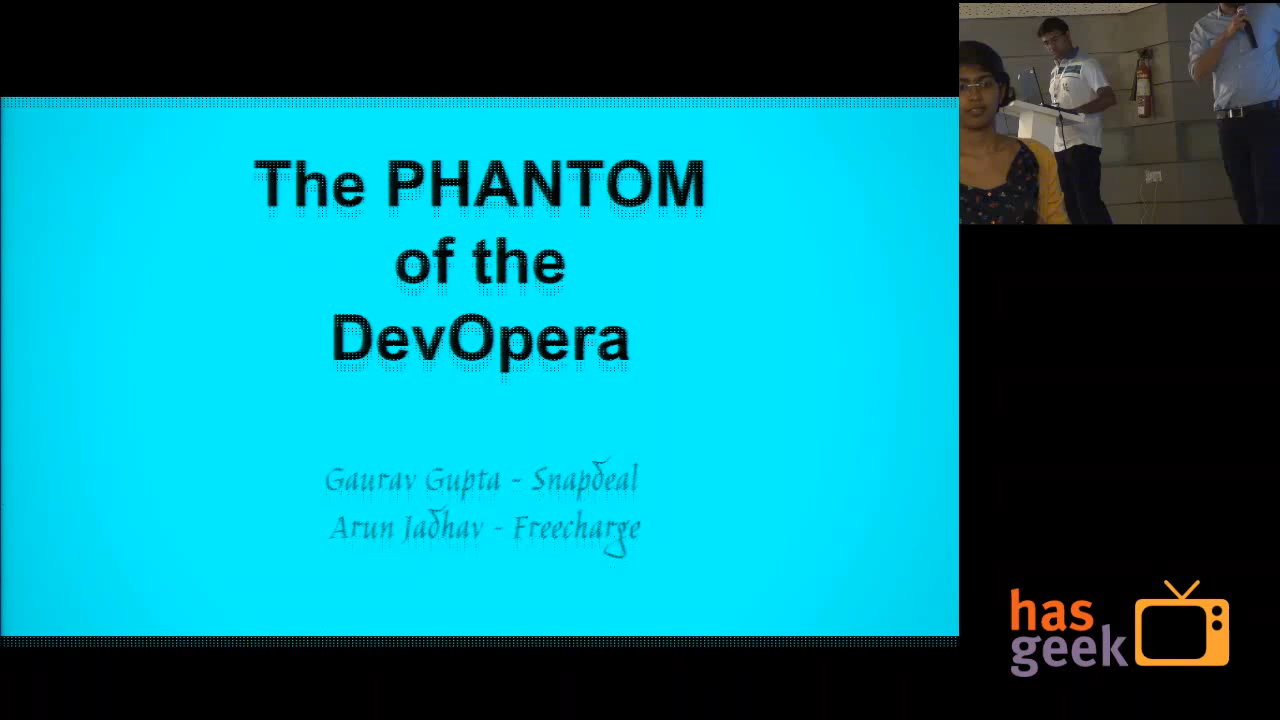 The PHANTOM
of the
DevOpera
Gaurav Gupta - Snapdeal
Arun Jadhav - Freecharge
has
geek